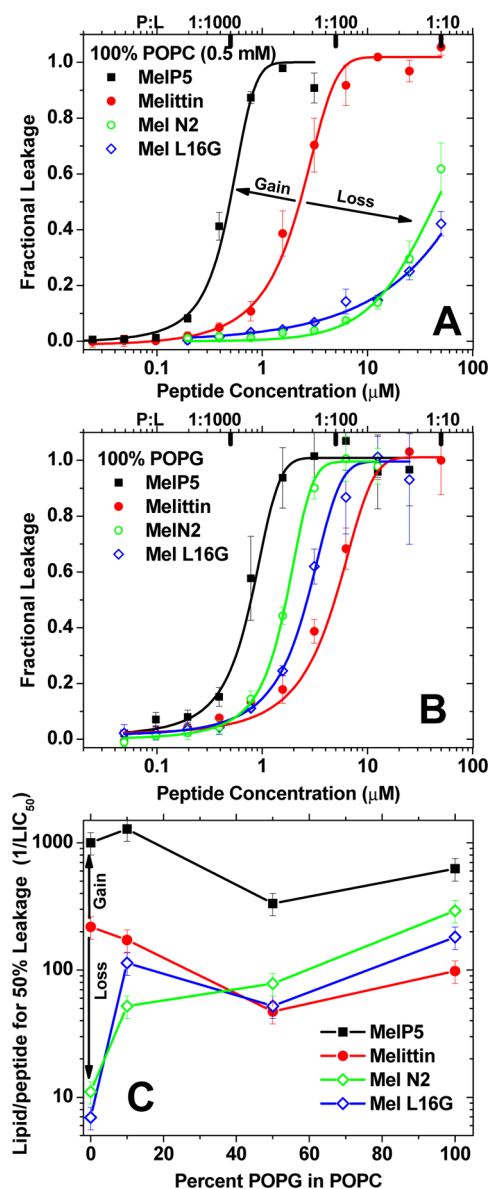 P:L 1:1000 1:100 1:10
100% POPC (0.5 mM)
MelP5
Melittin
Mel N2
Mel L16G
Gain
Loss
A
Fractional Leakage
1.0
0.8
0.6
0.4
0.2
0.0
0.1 1 10 100
Peptide Concentration (μM)
P:L 1:1000 1:100 1:10
100% POPG
MelP5
Melittin
MelN2
Mel L16G
B
Fractional Leakage
1.0
0.8
0.6
0.4
0.2
0.0
0.1 1 10 100
Peptide Concentration (μM)
Lipid/peptide for 50% Leakage (1/LIC50)
1000
100
10
Gain
Loss
C
MelP5
Melittin
Mel N2
Mel L16G
0 20 40 60 80 100
Percent POPG in POPC